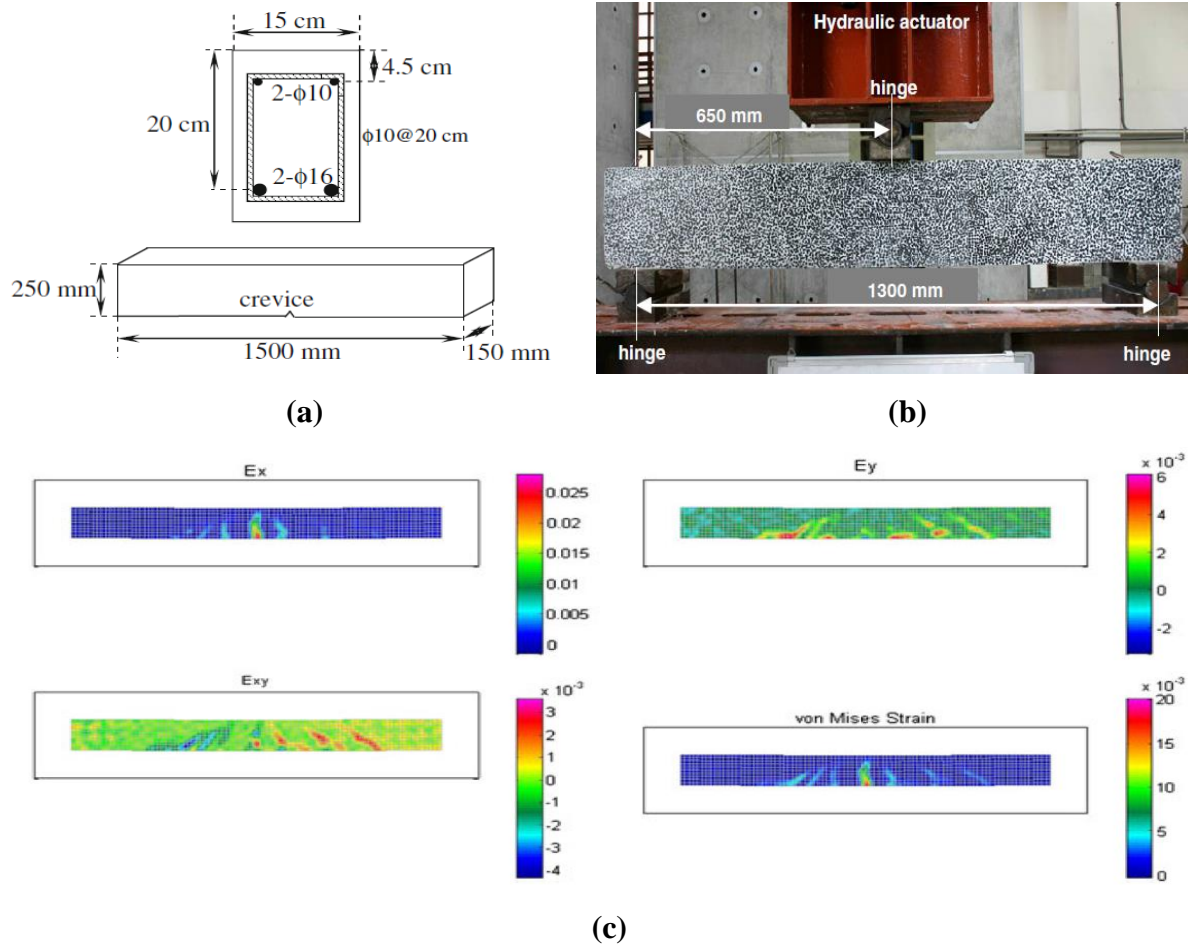 15 cm
4.5 cm
2-ϕ10
20 cm
ϕ10@20 cm
2-ϕ16
250 mm
crevice
1500 mm
150 mm
(a)
Hydraulic actuator
hinge
650 mm
1300 mm
hinge
hinge
(b)
Ex
0.025
0.02
0.015
0.01
0.005
0
Ey
x 10⁻³
6
4
2
0
-2
Exy
x 10⁻³
3
2
1
0
-1
-2
-3
-4
von Mises Strain
x 10⁻³
20
15
10
5
0
(c)